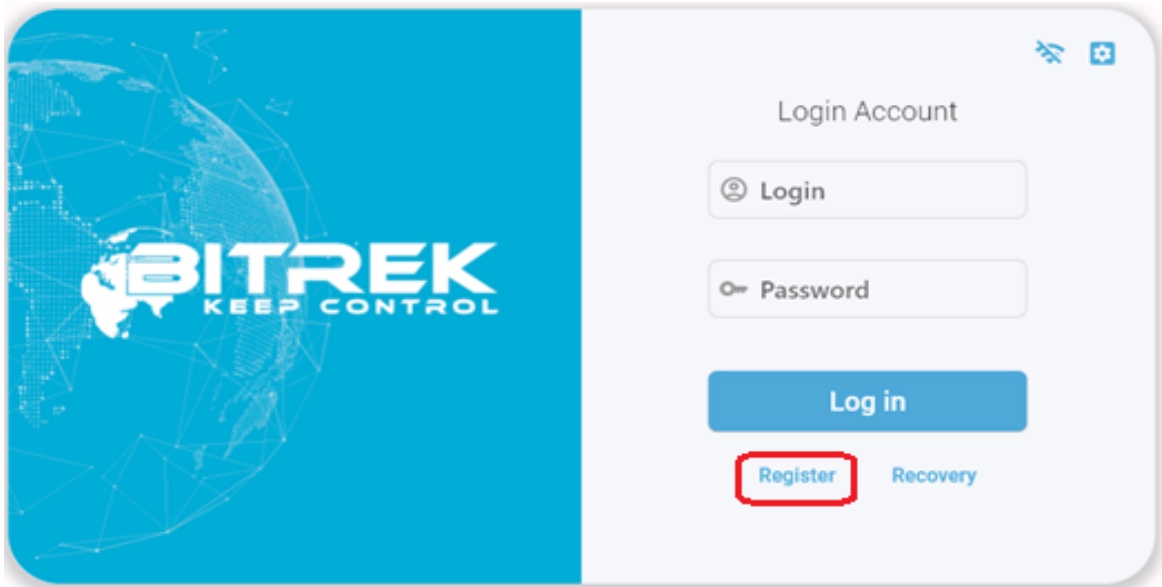 BITREK
KEEP CONTROL
Login Account
Login
Password
Log in
Register Recovery